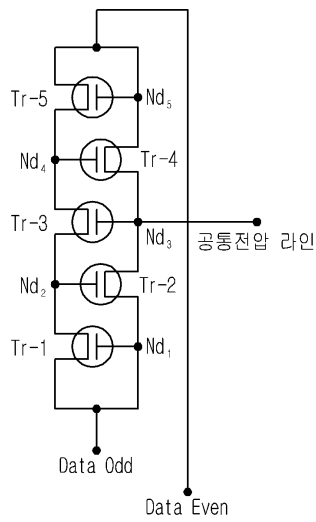 Tr-5
Nd₅
Nd₄
Tr-4
Tr-3
Nd₃
공통전압 라인
Nd₂
Tr-2
Tr-1
Nd₁
Data Odd
Data Even